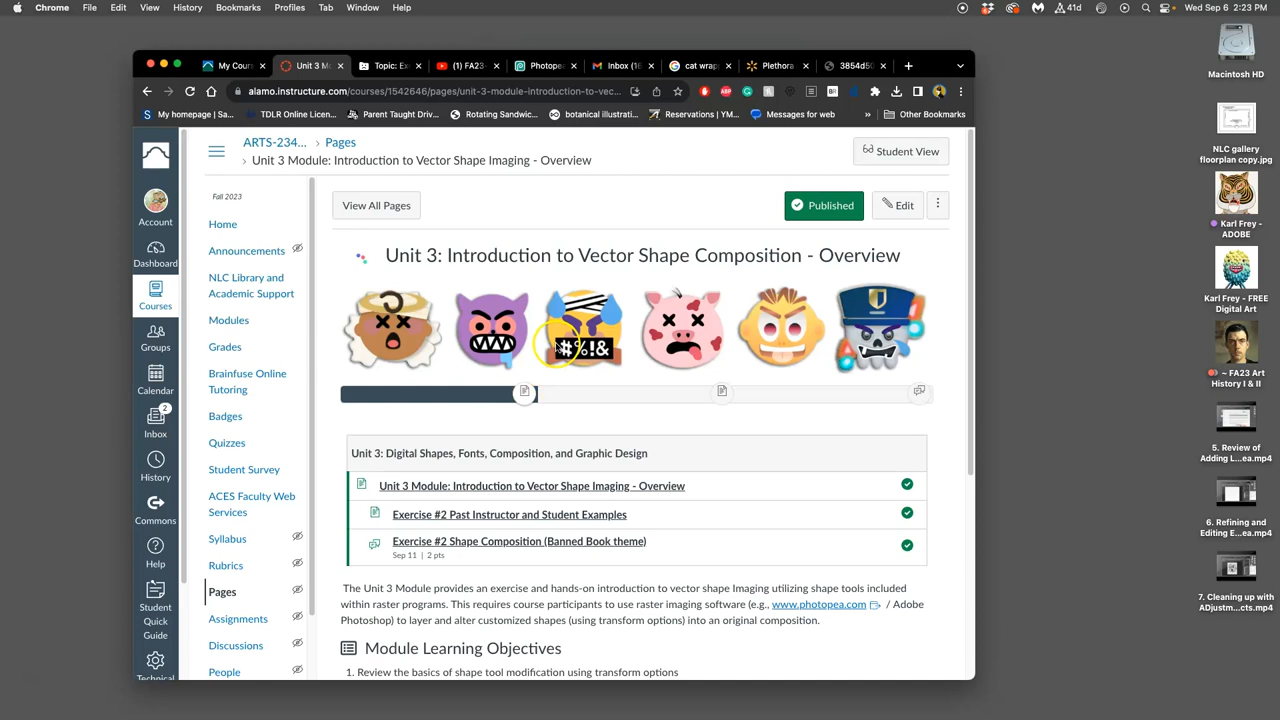 Chrome File Edit View History Bookmarks Profiles Tab Window Help 41d Wed Sep 6 2:23 PM
My Cour Unit 3 M Topic: Ex (1) FA23 Photopea Inbox (16 cat wrap Plethora 3854d50
alamo.instructure.com/courses/1542646/pages/unit-3-module-introduction-to-vec...
My homepage | Sa... TDLR Online Licen... Parent Taught Driv... Rotating Sandwic... botanical illustrati... Reservations | YM... Messages for web » Other Bookmarks
ARTS-234... › Pages
› Unit 3 Module: Introduction to Vector Shape Imaging - Overview
Student View
Fall 2023
Home
Announcements
NLC Library and
Academic Support
Modules
Grades
Brainfuse Online
Tutoring
Badges
Quizzes
Student Survey
ACES Faculty Web
Services
Syllabus
Rubrics
Pages
Assignments
Discussions
People
Account
Dashboard
Courses
Groups
Calendar
2
Inbox
History
Commons
Help
Student
Quick
Guide
Technical
View All Pages
Published
Edit
Unit 3: Introduction to Vector Shape Composition - Overview
#%!&
Unit 3: Digital Shapes, Fonts, Composition, and Graphic Design
Unit 3 Module: Introduction to Vector Shape Imaging - Overview
Exercise #2 Past Instructor and Student Examples
Exercise #2 Shape Composition (Banned Book theme)
Sep 11 | 2 pts
The Unit 3 Module provides an exercise and hands-on introduction to vector shape Imaging utilizing shape tools included
within raster programs. This requires course participants to use raster imaging software (e.g., www.photopea.com / Adobe
Photoshop) to layer and alter customized shapes (using transform options) into an original composition.
Module Learning Objectives
1. Review the basics of shape tool modification using transform options
Macintosh HD
NLC gallery
floorplan copy.jpg
Karl Frey -
ADOBE
Karl Frey - FREE
Digital Art
~ FA23 Art
History I & II
5. Review of
Adding L...ea.mp4
6. Refining and
Editing E...ea.mp4
7. Cleaning up with
ADjustm...cts.mp4